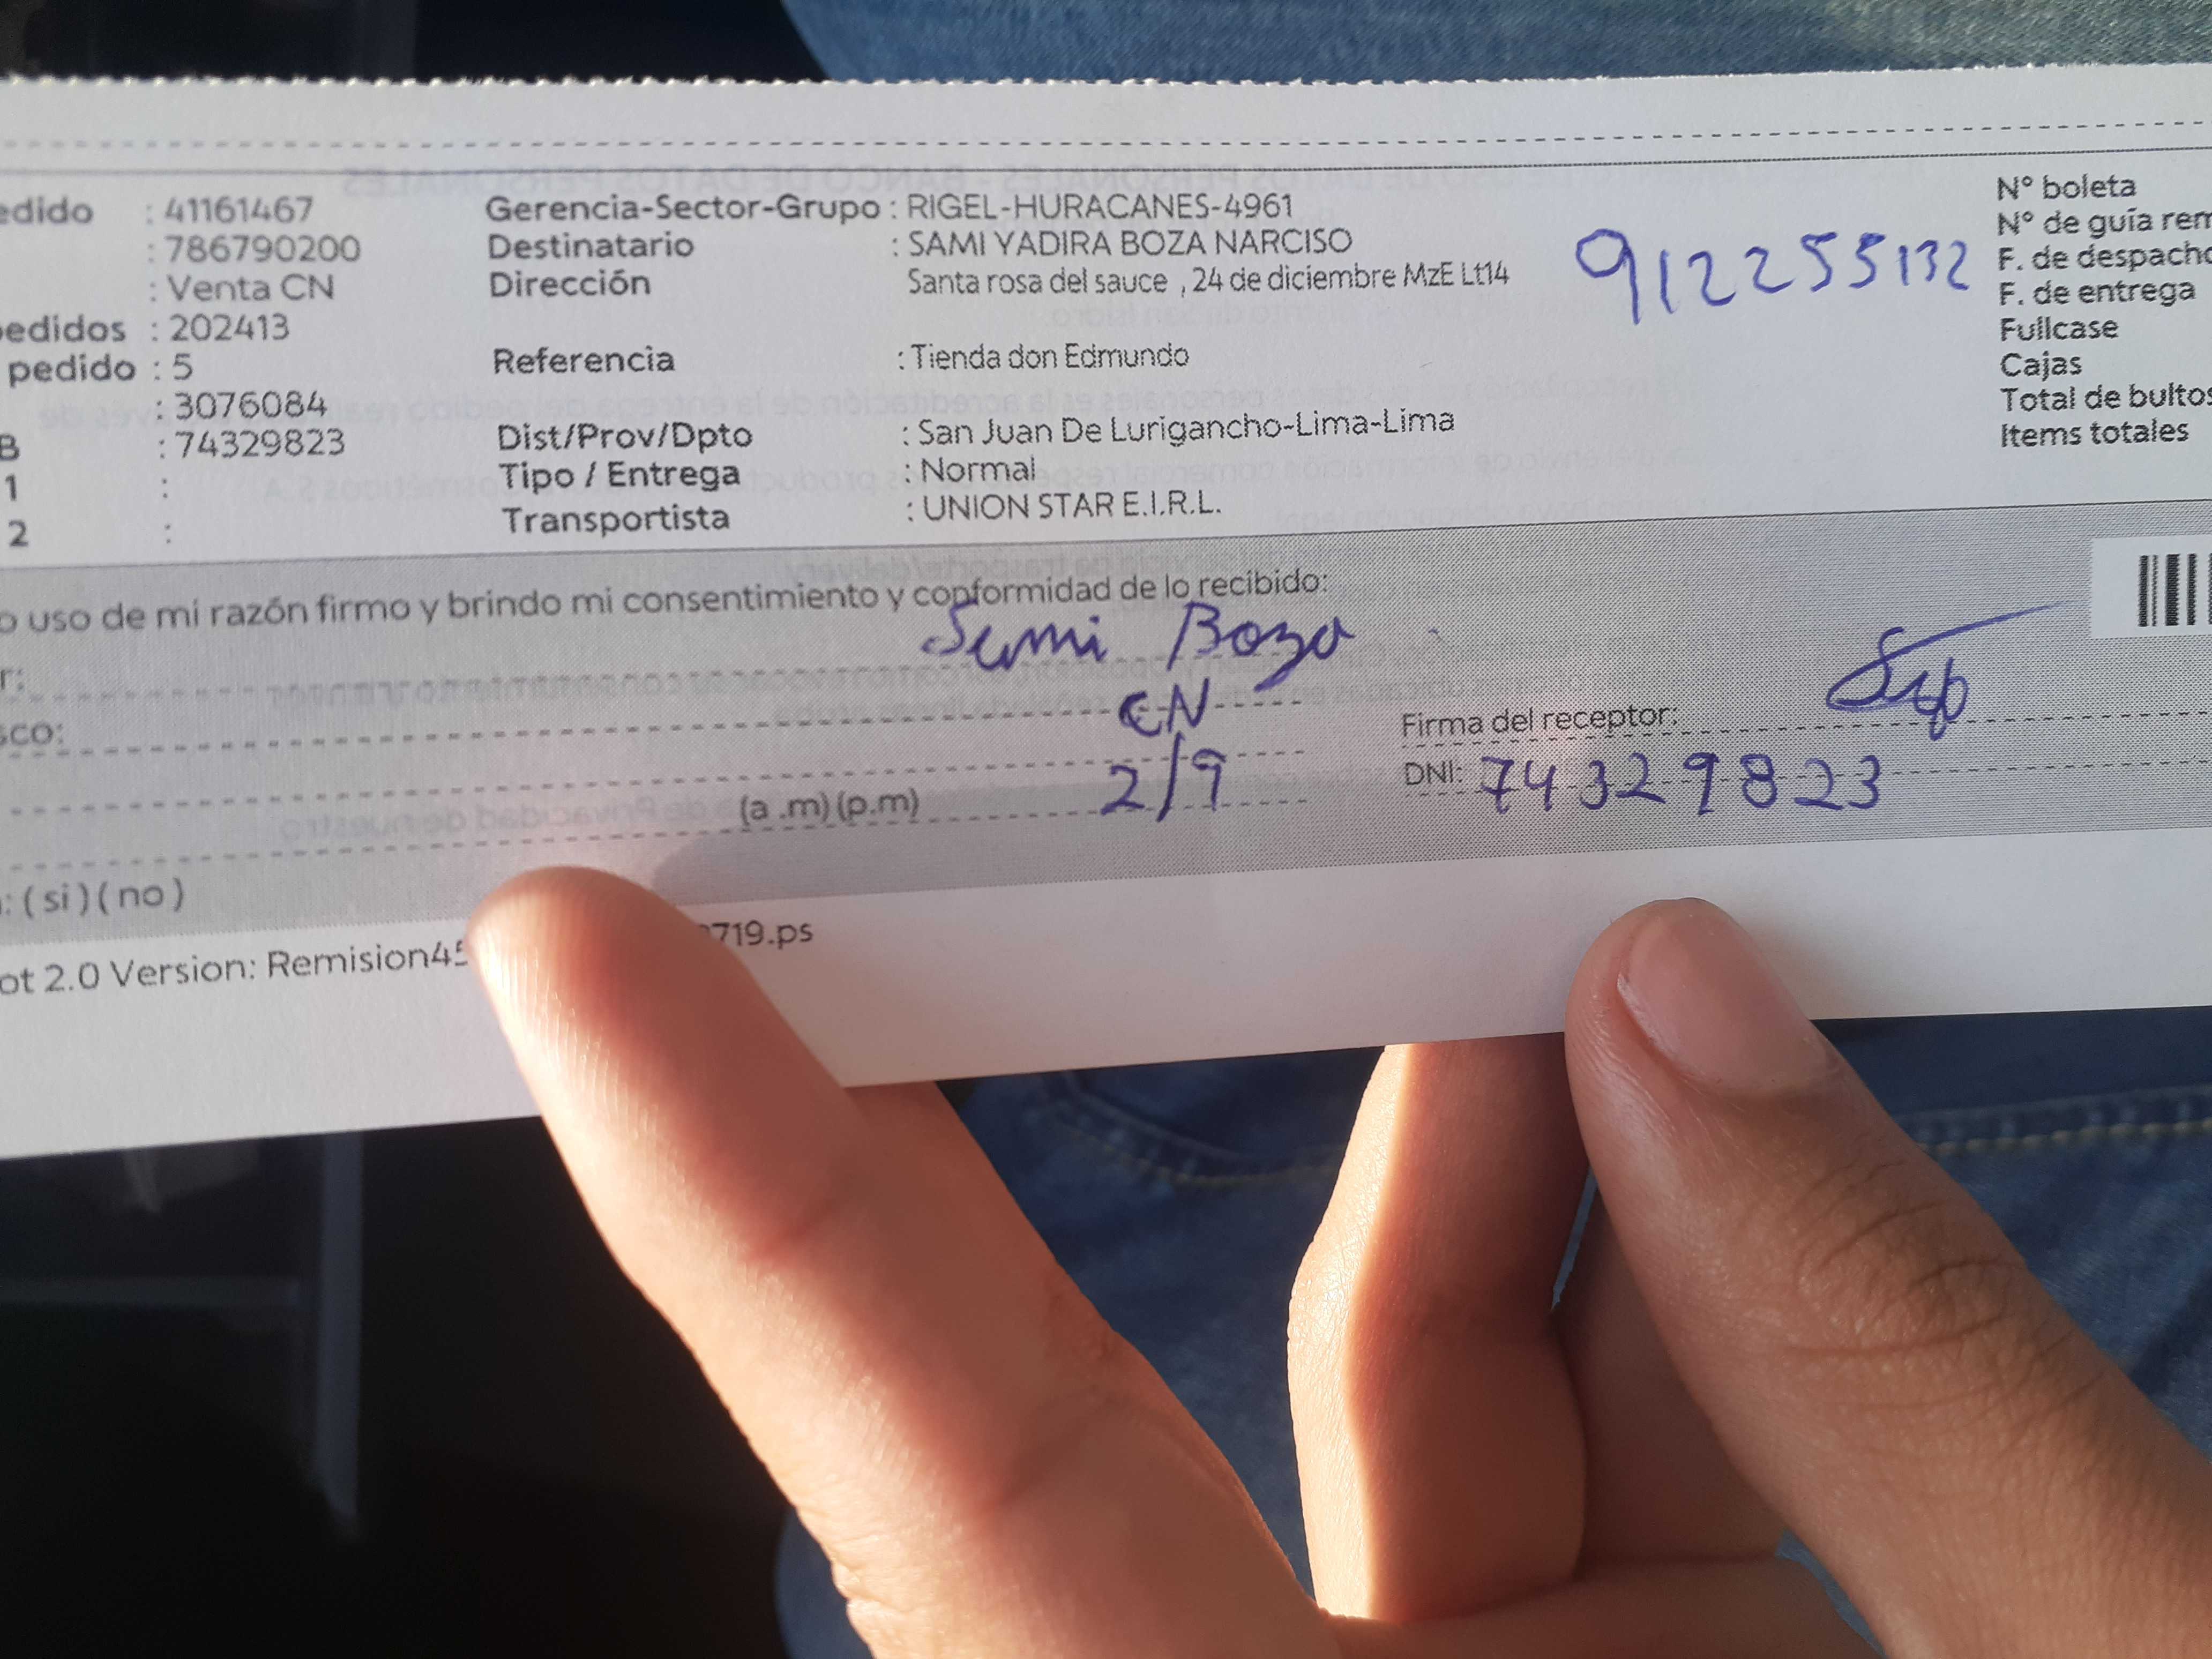 edido : 41161467 Gerencia-Sector-Grupo : RIGEL-HURACANES-4961 N° boleta
: 786790200 Destinatario : SAMI YADIRA BOZA NARCISO N° de guía rem
: Venta CN Dirección Santa rosa del sauce , 24 de diciembre MzE Lt14 912255132 F. de despacho
F. de entrega
pedidos : 202413 Fullcase
pedido : 5 Referencia : Tienda don Edmundo Cajas
: 3076084 Total de bultos
B : 74329823 Dist/Prov/Dpto : San Juan De Lurigancho-Lima-Lima Items totales
1 : Tipo / Entrega : Normal
2 : Transportista : UNION STAR E.I.R.L.
o uso de mi razón firmo y brindo mi consentimiento y conformidad de lo recibido:
r: Sami Boza
sco: CN Firma del receptor:
(a .m) (p.m) 2/9 DNI: 74329823
: ( si ) ( no )
ot 2.0 Version: Remision45 719.ps